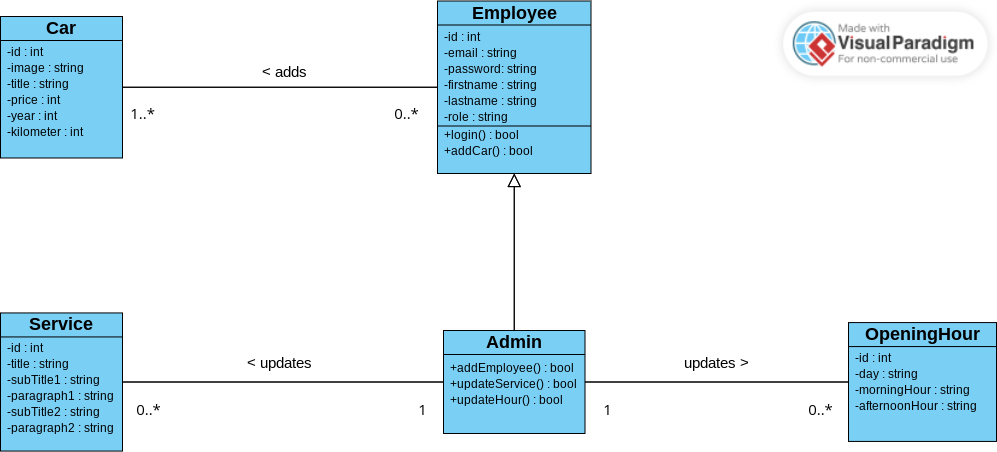 Car
-id : int
-image : string
-title : string
-price : int
-year : int
-kilometer : int
< adds
1..*
0..*
Employee
-id : int
-email : string
-password: string
-firstname : string
-lastname : string
-role : string
+login() : bool
+addCar() : bool
Made with
Visual Paradigm
For non-commercial use
Service
-id : int
-title : string
-subTitle1 : string
-paragraph1 : string
-subTitle2 : string
-paragraph2 : string
< updates
0..*
1
Admin
+addEmployee() : bool
+updateService() : bool
+updateHour() : bool
updates >
1
0..*
OpeningHour
-id : int
-day : string
-morningHour : string
-afternoonHour : string